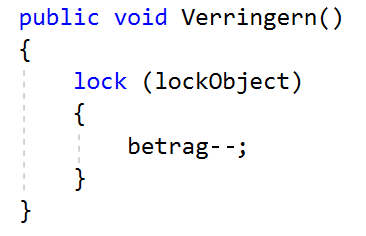 public void Verringern()
{
    lock (lockObject)
    {
        betrag--;
    }
}